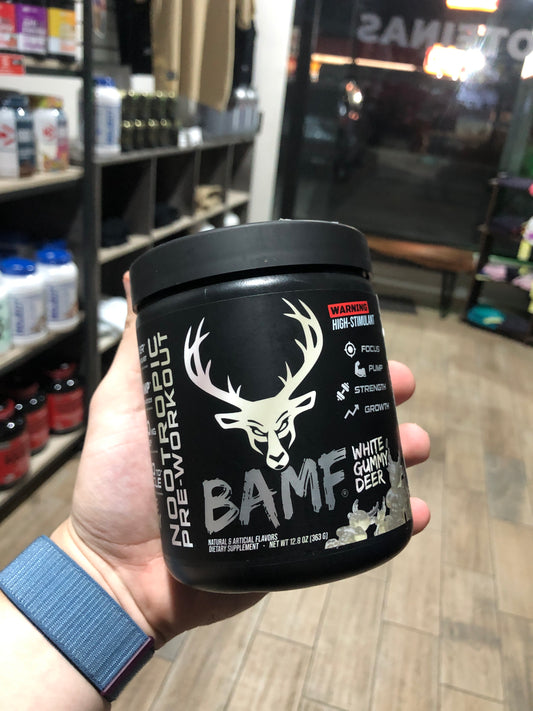 OTEINAS
WARNING
HIGH-STIMULANT
FOCUS
PUMP
STRENGTH
GROWTH
NOOTROPIC
PRE-WORKOUT
BAMF®
WHITE
GUMMY
DEER
NATURAL & ARTIFICIAL FLAVORS
DIETARY SUPPLEMENT • NET WT 12.8 OZ (363 G)